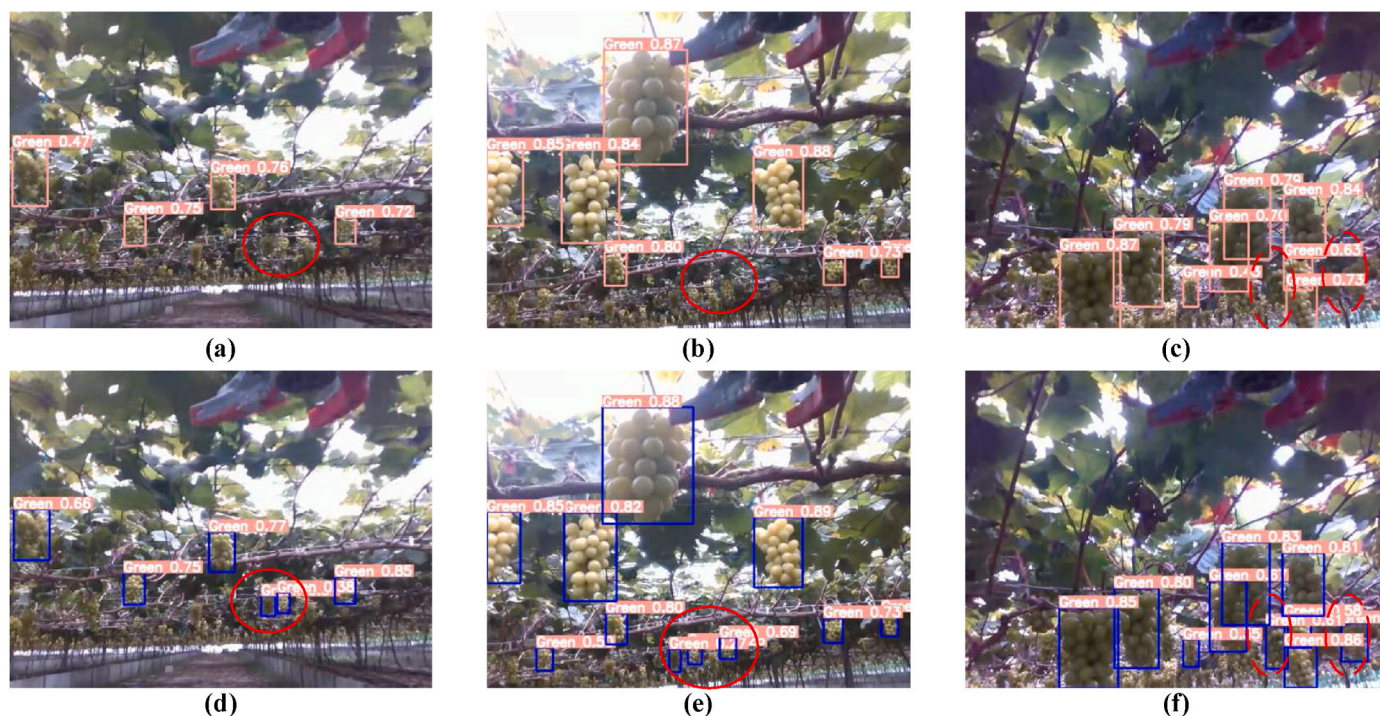 Green 0.47
Green 0.76
Green 0.75
Green 0.72
(a)
Green 0.87
Green 0.85
Green 0.84
Green 0.88
Green 0.80
Green 0.73
(b)
Green 0.79
Green 0.84
Green 0.70
Green 0.79
Green 0.87
Green 0.63
Green 0.73
(c)
Green 0.66
Green 0.77
Green 0.75
Green 0.85
(d)
Green 0.88
Green 0.85
Green 0.82
Green 0.89
Green 0.80
Green 0.73
Green 0.69
(e)
Green 0.83
Green 0.81
Green 0.80
Green 0.85
Green 0.86
(f)